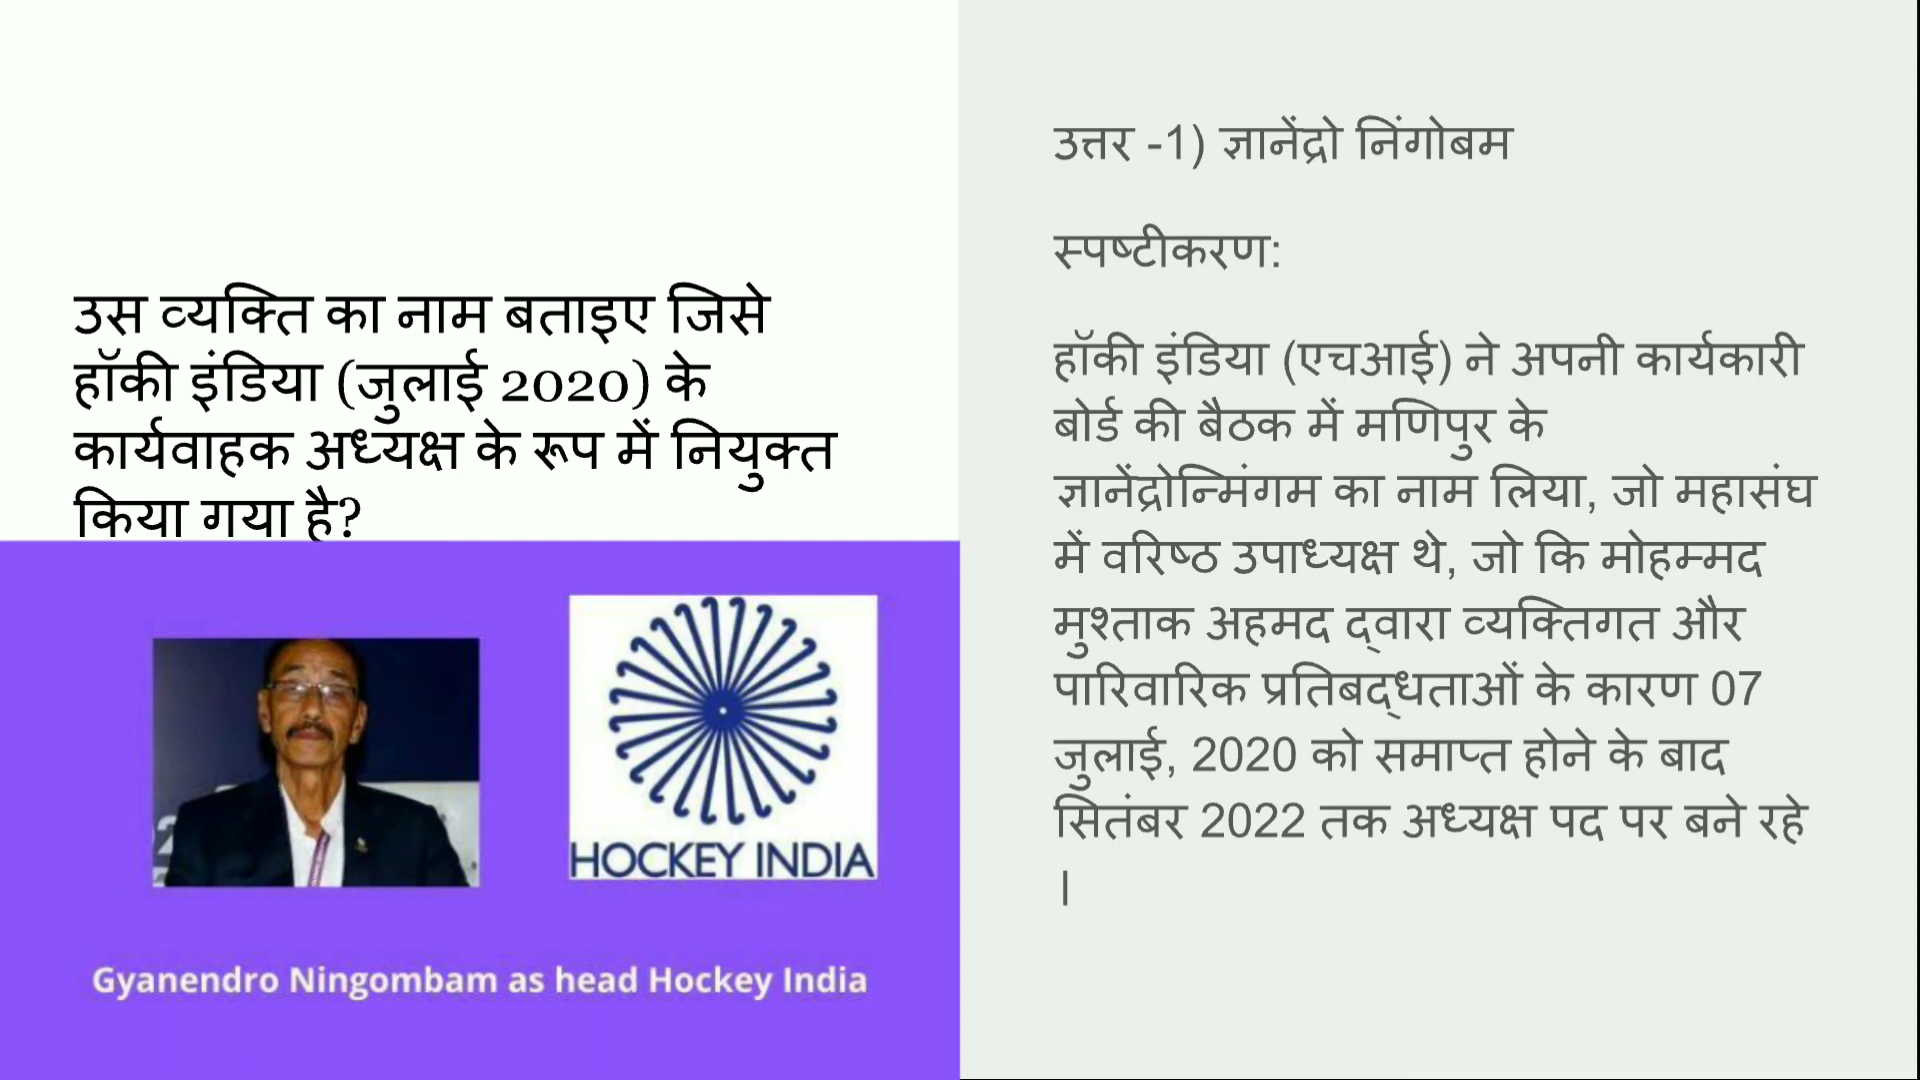 उस व्यक्ति का नाम बताइए जिसे
हॉकी इंडिया (जुलाई 2020) के
कार्यवाहक अध्यक्ष के रूप में नियुक्त
किया गया है?
HOCKEY INDIA
Gyanendro Ningombam as head Hockey India
उत्तर -1) ज्ञानेंद्रो निंगोबम
स्पष्टीकरण:
हॉकी इंडिया (एचआई) ने अपनी कार्यकारी
बोर्ड की बैठक में मणिपुर के
ज्ञानेंद्रोन्मिंगम का नाम लिया, जो महासंघ
में वरिष्ठ उपाध्यक्ष थे, जो कि मोहम्मद
मुश्ताक अहमद द्वारा व्यक्तिगत और
पारिवारिक प्रतिबद्धताओं के कारण 07
जुलाई, 2020 को समाप्त होने के बाद
सितंबर 2022 तक अध्यक्ष पद पर बने रहे
|